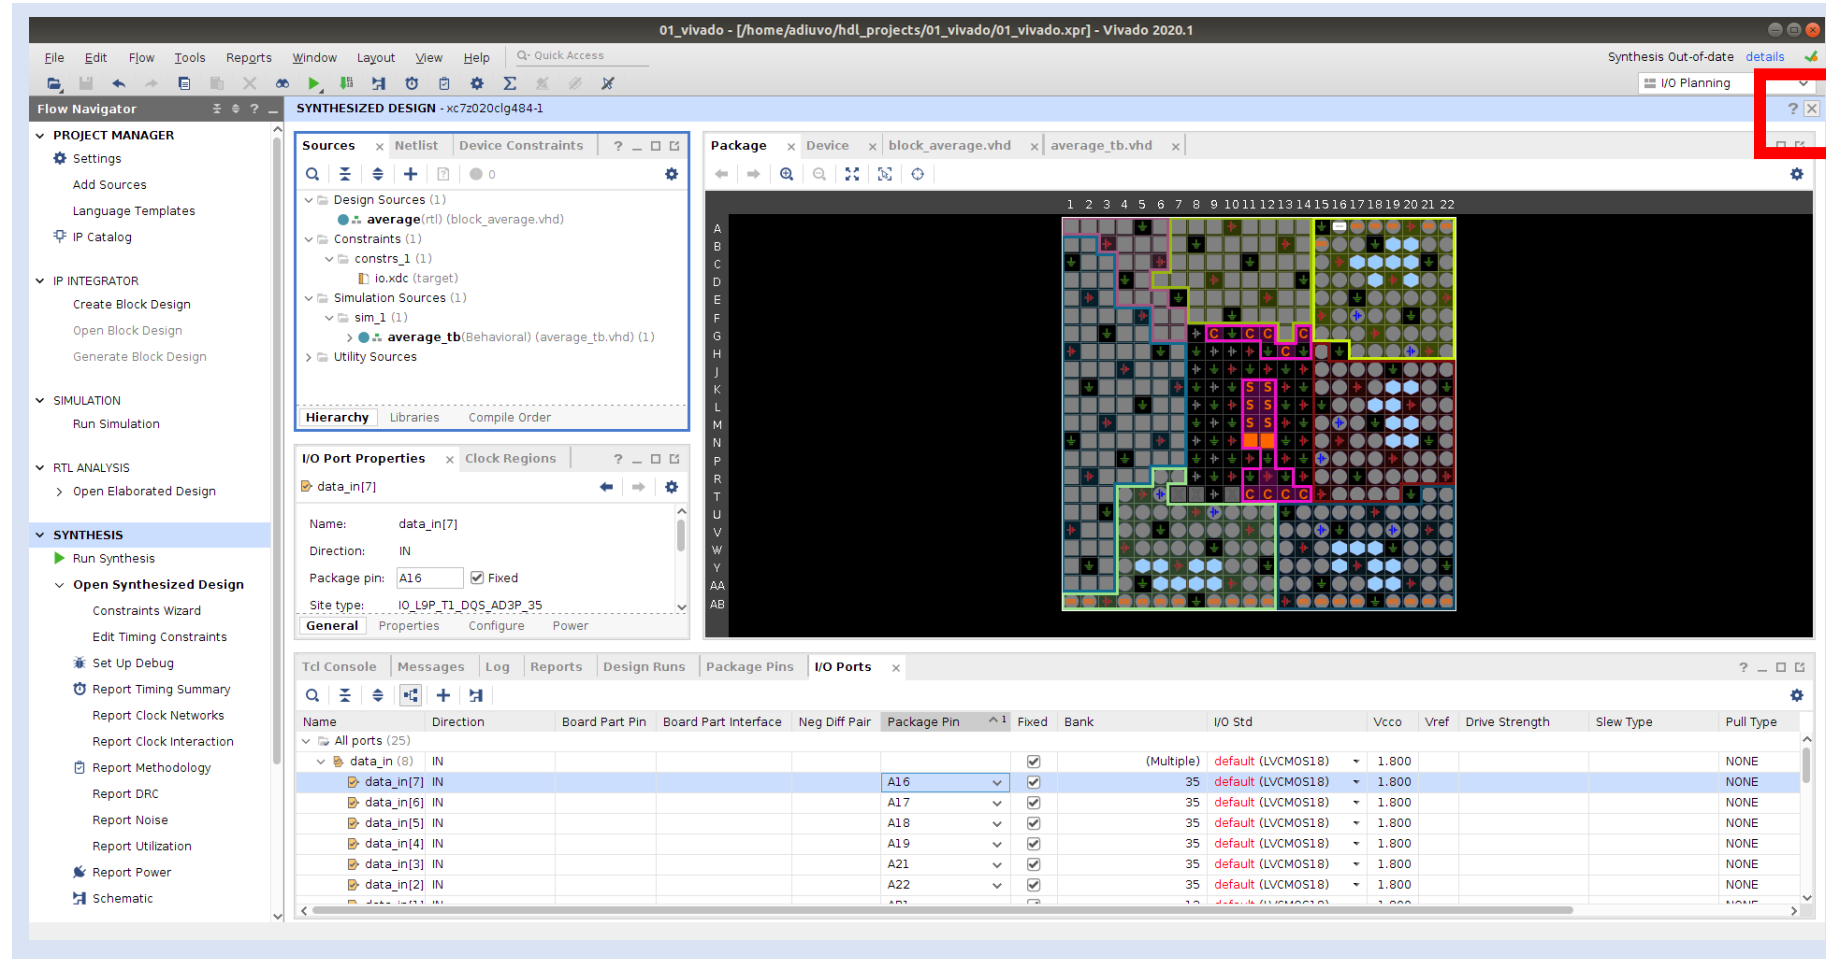 01_vivado - [/home/adiuvo/hdl_projects/01_vivado/01_vivado.xpr] - Vivado 2020.1
File Edit Flow Tools Reports Window Layout View Help Quick Access
Synthesis Out-of-date details
I/O Planning
Flow Navigator
SYNTHESIZED DESIGN - xc7z020clg484-1
PROJECT MANAGER
Settings
Add Sources
Language Templates
IP Catalog
IP INTEGRATOR
Create Block Design
Open Block Design
Generate Block Design
SIMULATION
Run Simulation
RTL ANALYSIS
Open Elaborated Design
SYNTHESIS
Run Synthesis
Open Synthesized Design
Constraints Wizard
Edit Timing Constraints
Set Up Debug
Report Timing Summary
Report Clock Networks
Report Clock Interaction
Report Methodology
Report DRC
Report Noise
Report Utilization
Report Power
Schematic
Sources Netlist Device Constraints
0
Design Sources (1)
average(rtl) (block_average.vhd)
Constraints (1)
constrs_1 (1)
io.xdc (target)
Simulation Sources (1)
sim_1 (1)
average_tb(Behavioral) (average_tb.vhd) (1)
Utility Sources
Hierarchy Libraries Compile Order
I/O Port Properties Clock Regions
data_in[7]
Name: data_in[7]
Direction: IN
Package pin: A16 Fixed
Site type: IO_L9P_T1_DQS_AD3P_35
General Properties Configure Power
Package Device block_average.vhd average_tb.vhd
1 2 3 4 5 6 7 8 9 10 11 12 13 14 15 16 17 18 19 20 21 22
A
B
C
D
E
F
G C C C C
H C
J
K S S
L S S
M S S
N
P
R
T C C C C
U
V
W
Y
AA
AB
Tcl Console Messages Log Reports Design Runs Package Pins I/O Ports
Name Direction Board Part Pin Board Part Interface Neg Diff Pair Package Pin 1 Fixed Bank I/O Std Vcco Vref Drive Strength Slew Type Pull Type
All ports (25)
data_in (8) IN (Multiple) default (LVCMOS18) 1.800 NONE
data_in[7] IN A16 35 default (LVCMOS18) 1.800 NONE
data_in[6] IN A17 35 default (LVCMOS18) 1.800 NONE
data_in[5] IN A18 35 default (LVCMOS18) 1.800 NONE
data_in[4] IN A19 35 default (LVCMOS18) 1.800 NONE
data_in[3] IN A21 35 default (LVCMOS18) 1.800 NONE
data_in[2] IN A22 35 default (LVCMOS18) 1.800 NONE